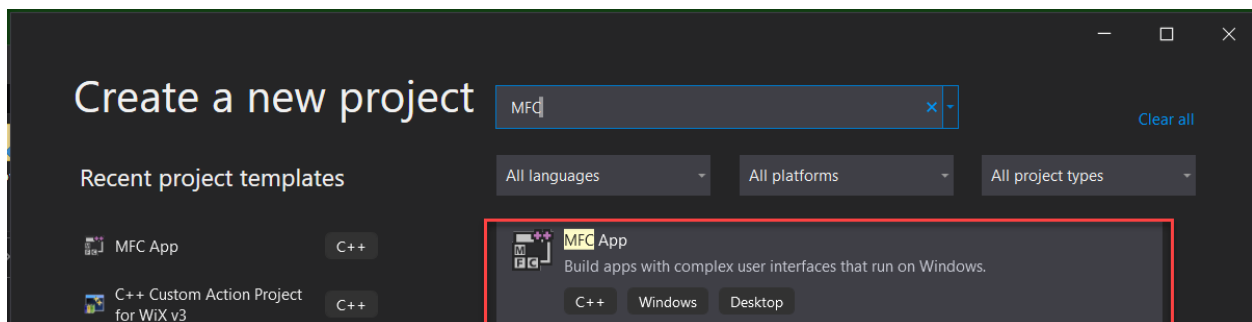 Create a new project
MFC
Clear all
All languages
All platforms
All project types
Recent project templates
MFC App
C++
C++ Custom Action Project
for WiX v3
C++
MFC App
Build apps with complex user interfaces that run on Windows.
C++
Windows
Desktop